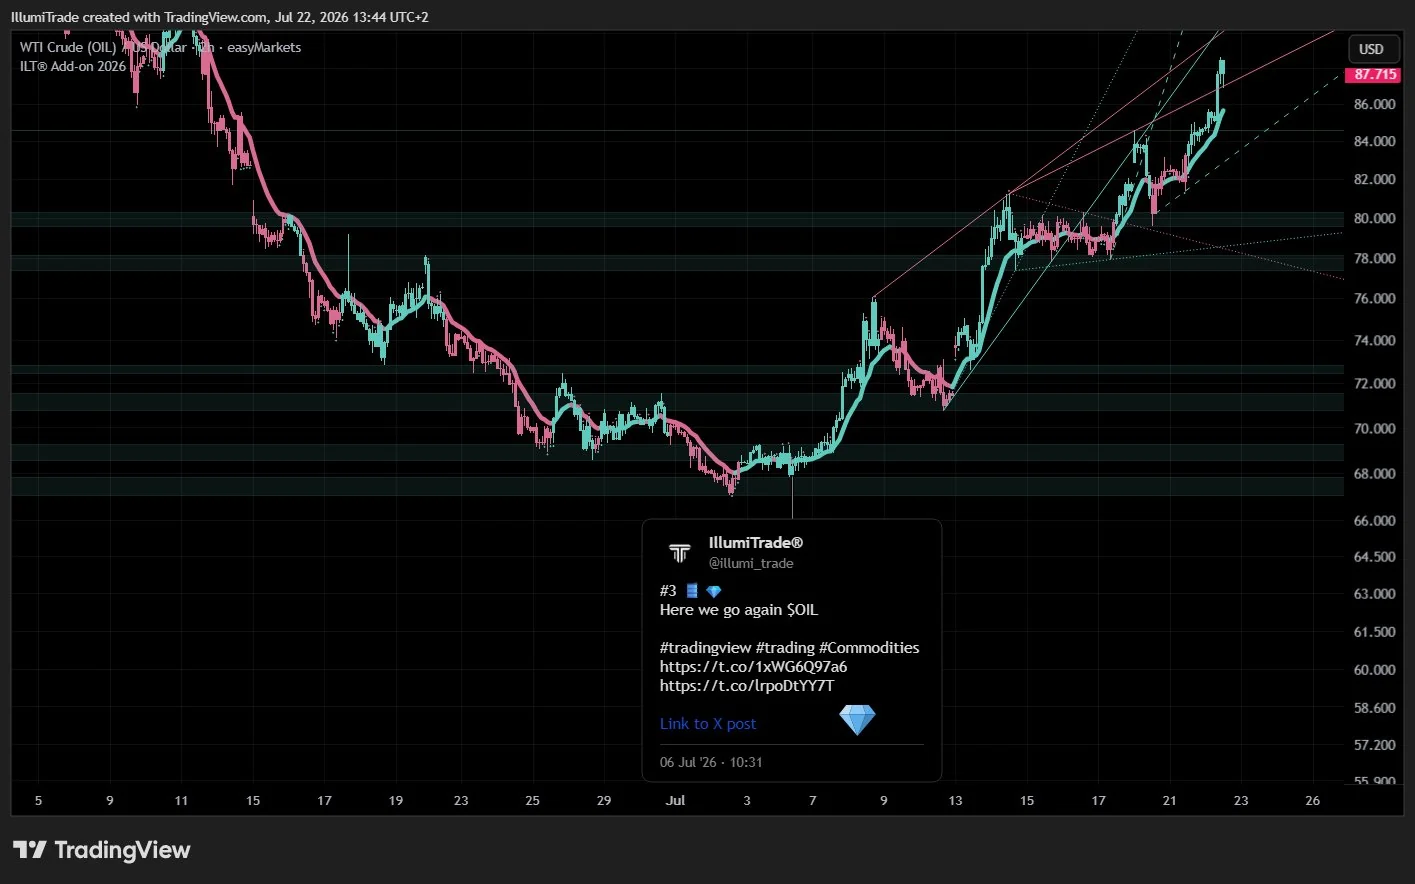 IllumiTrade created with TradingView.com, Jul 22, 2026 13:44 UTC+2
WTI Crude (OIL) / US Dollar · 2h · easyMarkets
ILT® Add-on 2026
USD
87.715
86.000
84.000
82.000
80.000
78.000
76.000
74.000
72.000
70.000
68.000
66.000
64.500
63.000
61.500
60.000
58.600
57.200
55.900
IllumiTrade®
@illumi_trade
#3
Here we go again $OIL
#tradingview #trading #Commodities
https://t.co/1xWG6Q97a6
https://t.co/lrpoDtYY7T
Link to X post
06 Jul '26 · 10:31
5 9 11 15 17 19 23 25 29 Jul 3 7 9 13 15 17 21 23 26
TradingView